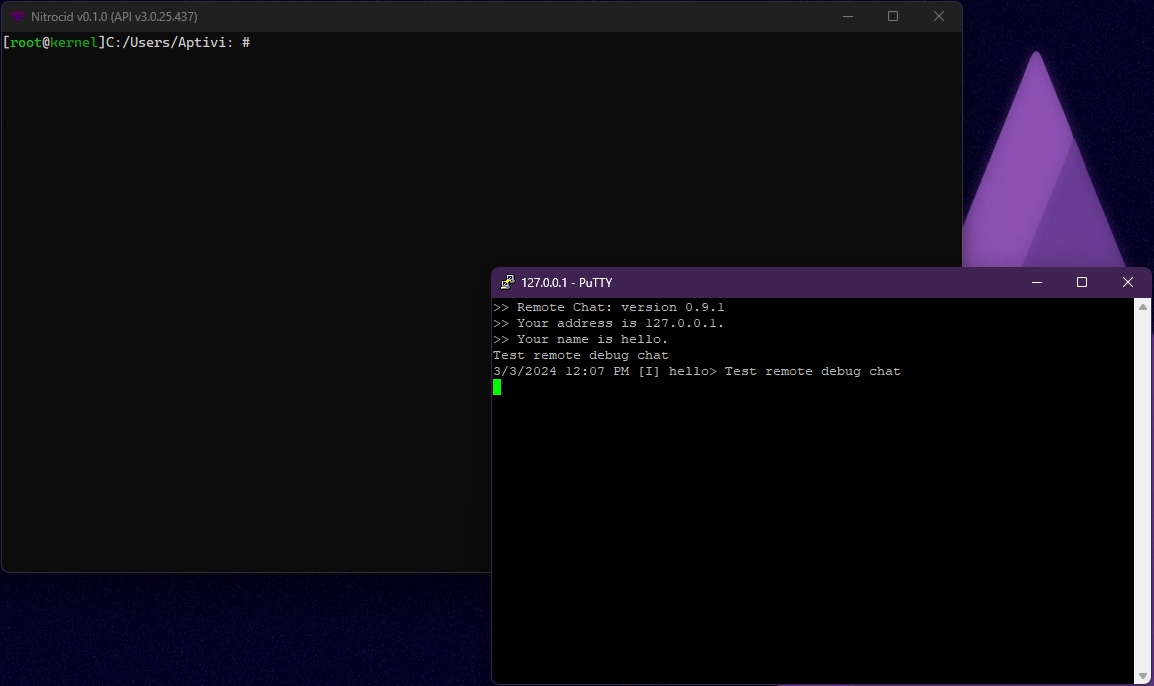 Nitrocid v0.1.0 (API v3.0.25.437)
[root@kernel]C:/Users/Aptivi: #
127.0.0.1 - PuTTY
>> Remote Chat: version 0.9.1
>> Your address is 127.0.0.1.
>> Your name is hello.
Test remote debug chat
3/3/2024 12:07 PM [I] hello> Test remote debug chat